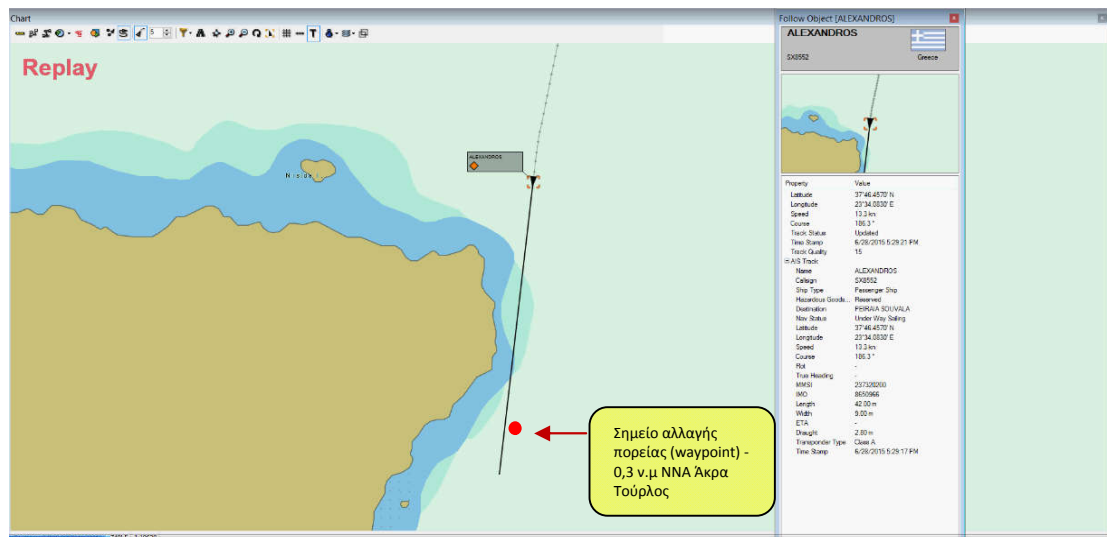 Chart
5
Replay
ALEXANDROS
Σημείο αλλαγής
πορείας (waypoint) -
0,3 ν.μ ΝΝΑ Άκρα
Τούρλος
Follow Object [ALEXANDROS]
ALEXANDROS
SX8552 Greece
Property Value
Latitude 37°46.4570' N
Longitude 23°34.0830' E
Speed 13.3 kn
Course 186.3 °
Track Status Updated
Time Stamp 6/28/2015 5:29:21 PM
Track Quality 15
AIS Track
Name ALEXANDROS
Callsign SX8552
Ship Type Passenger Ship
Hazardous Goods... Reserved
Destination PEIRAIA SOUVALA
Nav Status Under Way Sailing
Latitude 37°46.4570' N
Longitude 23°34.0830' E
Speed 13.3 kn
Course 186.3 °
Rot -
True Heading -
MMSI
IMO 8650966
Length 42.00 m
Width 9.00 m
ETA -
Draught 2.80 m
Transponder Type Class A
Time Stamp 6/28/2015 5:29:17 PM